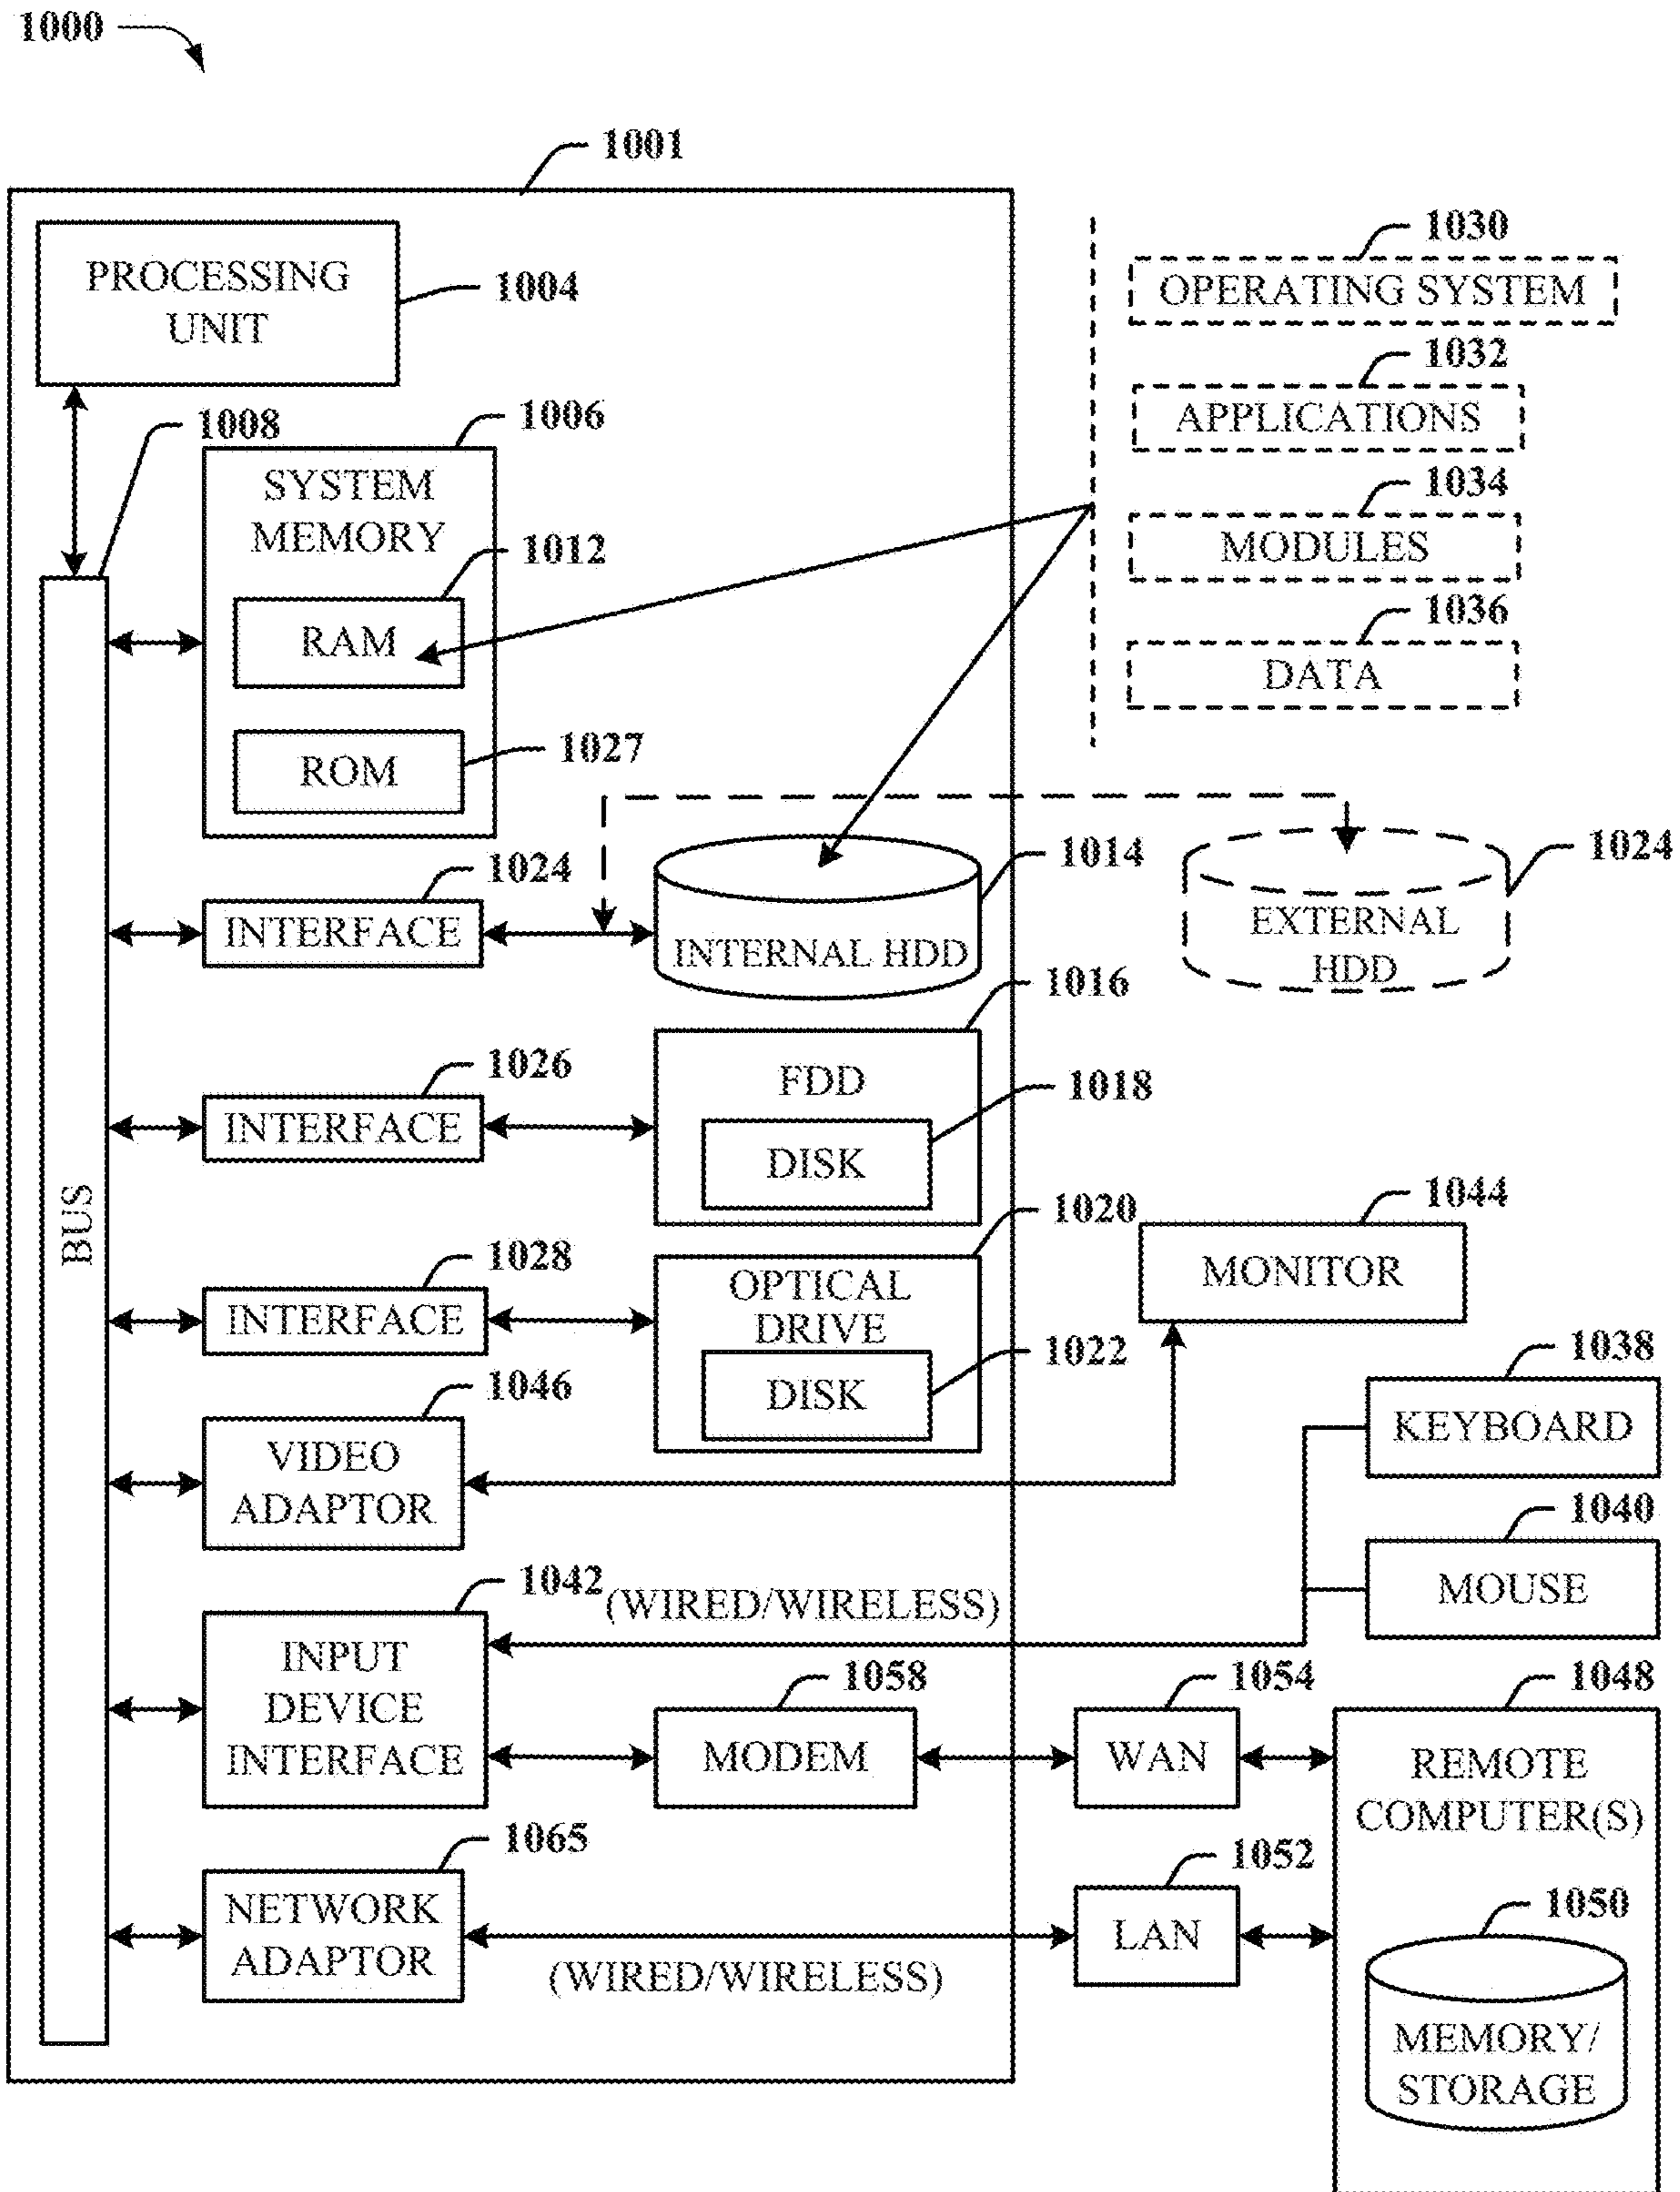 1000
1001
PROCESSING
UNIT
1004
1008
1006
SYSTEM
MEMORY
1012
RAM
ROM
1027
1030
OPERATING SYSTEM
1032
APPLICATIONS
1034
MODULES
1036
DATA
1024
INTERFACE
1014
INTERNAL HDD
1024
EXTERNAL
HDD
1026
INTERFACE
1016
FDD
1018
DISK
BUS
1028
INTERFACE
1020
OPTICAL
DRIVE
1022
DISK
1044
MONITOR
1046
VIDEO
ADAPTOR
1038
KEYBOARD
1040
MOUSE
1042
(WIRED/WIRELESS)
INPUT
DEVICE
INTERFACE
1058
MODEM
1054
WAN
1048
REMOTE
COMPUTER(S)
1065
NETWORK
ADAPTOR
(WIRED/WIRELESS)
1052
LAN
1050
MEMORY/
STORAGE